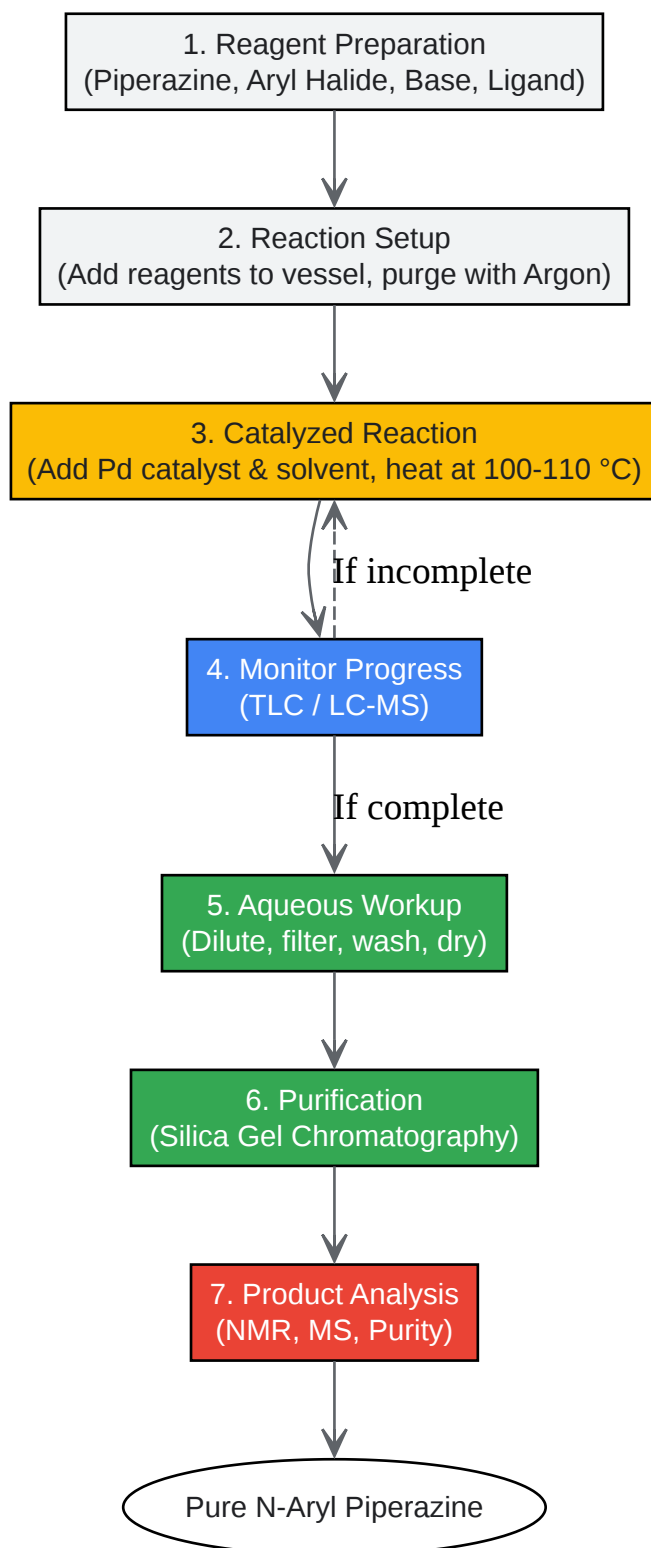 1. Reagent Preparation
(Piperazine, Aryl Halide, Base, Ligand)
2. Reaction Setup
(Add reagents to vessel, purge with Argon)
3. Catalyzed Reaction
(Add Pd catalyst & solvent, heat at 100-110 °C)
If incomplete
4. Monitor Progress
(TLC / LC-MS)
If complete
5. Aqueous Workup
(Dilute, filter, wash, dry)
6. Purification
(Silica Gel Chromatography)
7. Product Analysis
(NMR, MS, Purity)
Pure N-Aryl Piperazine